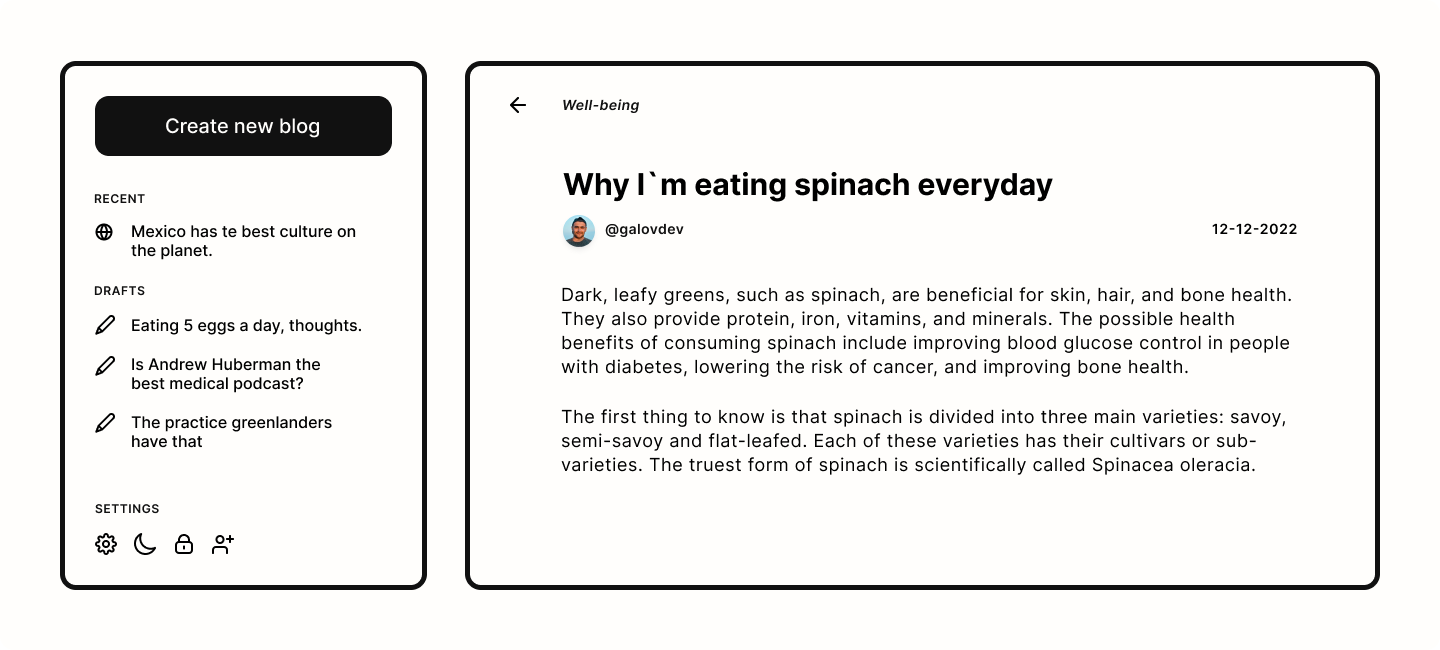 Create new blog
RECENT
Mexico has te best culture on
the planet.
DRAFTS
Eating 5 eggs a day, thoughts.
Is Andrew Huberman the
best medical podcast?
The practice greenlanders
have that
SETTINGS
Well-being
Why I`m eating spinach everyday
@galovdev
12-12-2022
Dark, leafy greens, such as spinach, are beneficial for skin, hair, and bone health.
They also provide protein, iron, vitamins, and minerals. The possible health
benefits of consuming spinach include improving blood glucose control in people
with diabetes, lowering the risk of cancer, and improving bone health.
The first thing to know is that spinach is divided into three main varieties: savoy,
semi-savoy and flat-leafed. Each of these varieties has their cultivars or sub-
varieties. The truest form of spinach is scientifically called Spinacea oleracia.